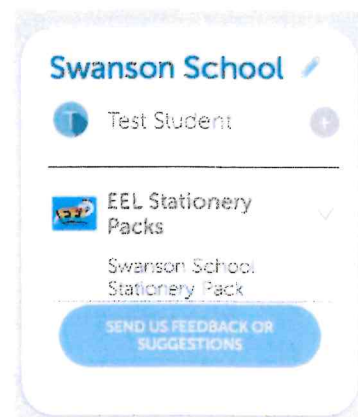 Swanson School
T Test Student
EEL Stationery
Packs
Swanson School
Stationery Pack
SEND US FEEDBACK OR
SUGGESTIONS